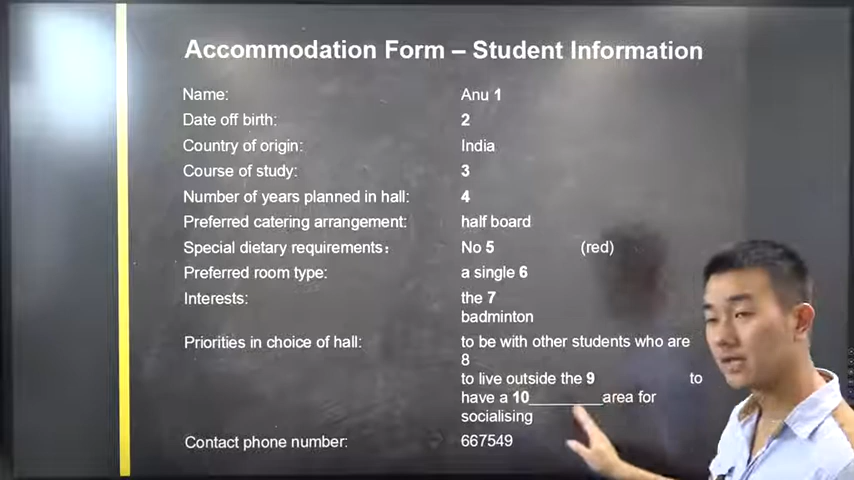 Accommodation Form – Student Information
Name: Anu 1
Date off birth: 2
Country of origin: India
Course of study: 3
Number of years planned in hall: 4
Preferred catering arrangement: half board
Special dietary requirements: No 5 (red)
Preferred room type: a single 6
Interests: the 7
badminton
Priorities in choice of hall: to be with other students who are
8
to live outside the 9 to
have a 10_________area for
socialising
Contact phone number: 667549